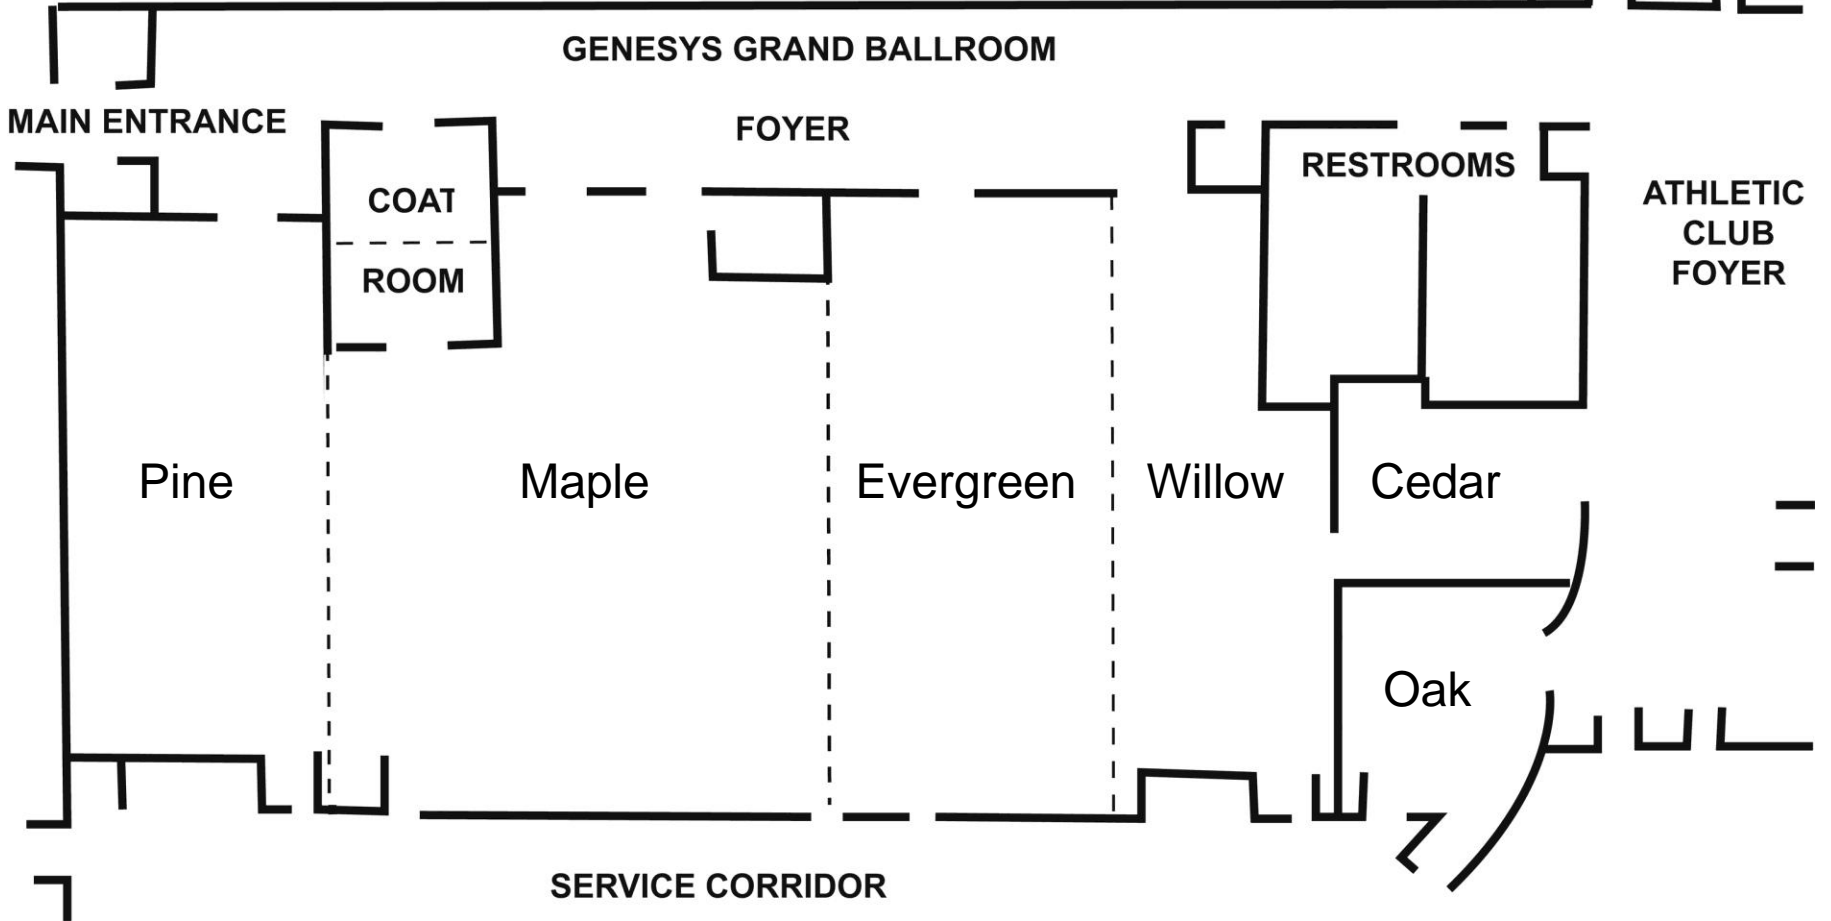 GENESYS GRAND BALLROOM
MAIN ENTRANCE
FOYER
RESTROOMS
COAT
ROOM
ATHLETIC
CLUB
FOYER
Pine
Maple
Evergreen
Willow
Cedar
Oak
SERVICE CORRIDOR